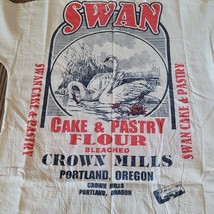 SWAN
CAKE & PASTRY
FLOUR
BLEACHED
CROWN MILLS
PORTLAND, OREGON
CROWN MILLS
PORTLAND, OREGON
SWAN CAKE & PASTRY
SWAN CAKE & PASTRY